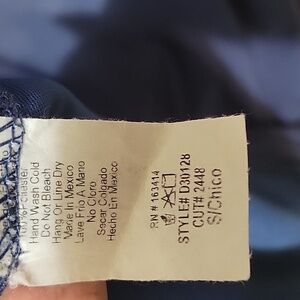 100% Poliester
Hand Wash Cold
Do Not Bleach
Hang Or Line Dry
Made In Mexico
Lave Frio A Mano
No Cloro
Secar Colgado
Hecho En Mexico
RN # 163414
STYLE# D30128
CUT# 2448
S/Chico